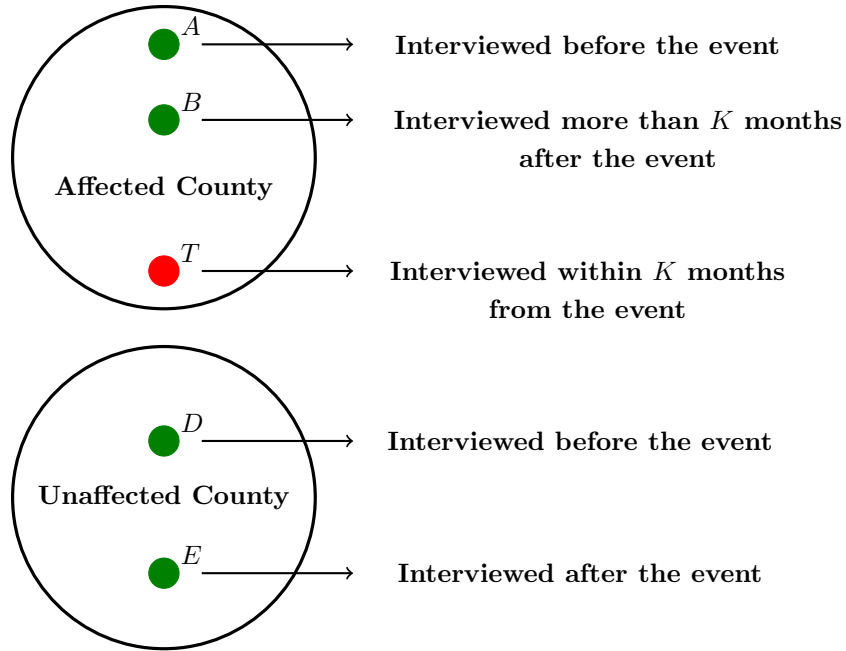 A
Interviewed before the event
B
Interviewed more than K months
after the event
Affected County
T
Interviewed within K months
from the event
D
Interviewed before the event
Unaffected County
E
Interviewed after the event